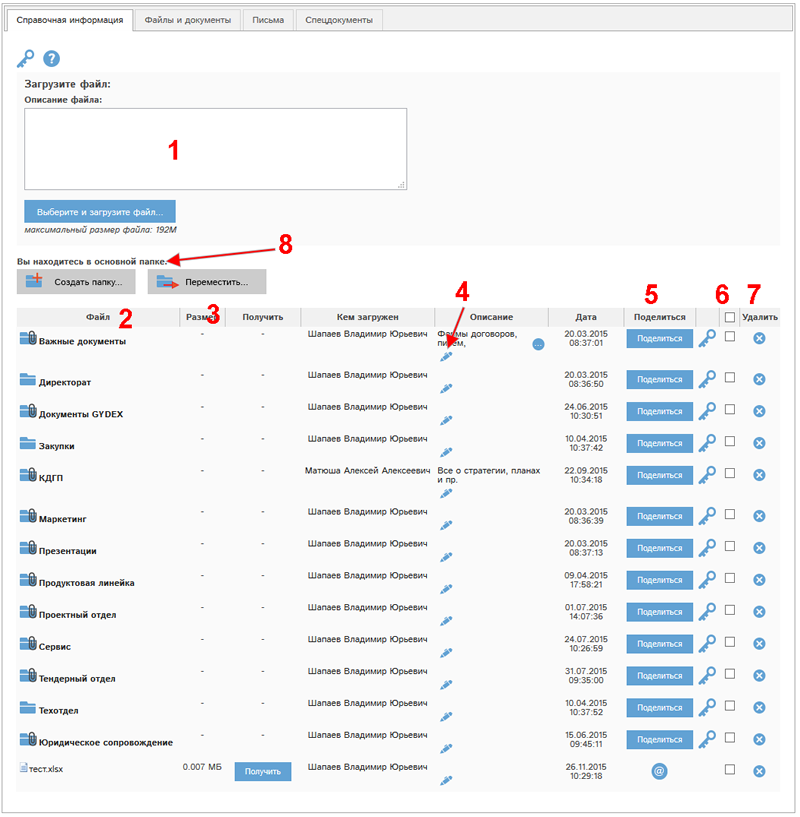 Справочная информация Файлы и документы Письма Спецдокументы
?
Загрузите файл:
Описание файла:
1
Выберите и загрузите файл...
максимальный размер файла: 192М
8
Вы находитесь в основной папке.
Создать папку... Переместить...
4 5 6 7
2 3
Файл Размер Получить Кем загружен Описание Дата Поделиться Удалить
Важные документы - - Шапаев Владимир Юрьевич Формы договоров, 20.03.2015 Поделиться
писем, ... 08:37:01
Директорат - - Шапаев Владимир Юрьевич 20.03.2015 Поделиться
08:36:50
Документы GYDEX - - Шапаев Владимир Юрьевич 24.06.2015 Поделиться
10:30:51
Закупки - - Шапаев Владимир Юрьевич 10.04.2015 Поделиться
10:37:42
КДГП - - Матюша Алексей Алексеевич Все о стратегии, планах 22.09.2015 Поделиться
и пр. 10:34:18
Маркетинг - - Шапаев Владимир Юрьевич 20.03.2015 Поделиться
08:36:39
Презентации - - Шапаев Владимир Юрьевич 20.03.2015 Поделиться
08:37:13
Продуктовая линейка - - Шапаев Владимир Юрьевич 09.04.2015 Поделиться
17:58:21
Проектный отдел - - Шапаев Владимир Юрьевич 01.07.2015 Поделиться
14:07:36
Сервис - - Шапаев Владимир Юрьевич 24.07.2015 Поделиться
10:26:59
Тендерный отдел - - Шапаев Владимир Юрьевич 31.07.2015 Поделиться
09:35:00
Техотдел - - Шапаев Владимир Юрьевич 10.04.2015 Поделиться
10:37:52
Юридическое сопровождение - - Шапаев Владимир Юрьевич 15.06.2015 Поделиться
09:45:11
тест.xlsx 0.007 МБ Получить Шапаев Владимир Юрьевич 26.11.2015 @
10:29:18